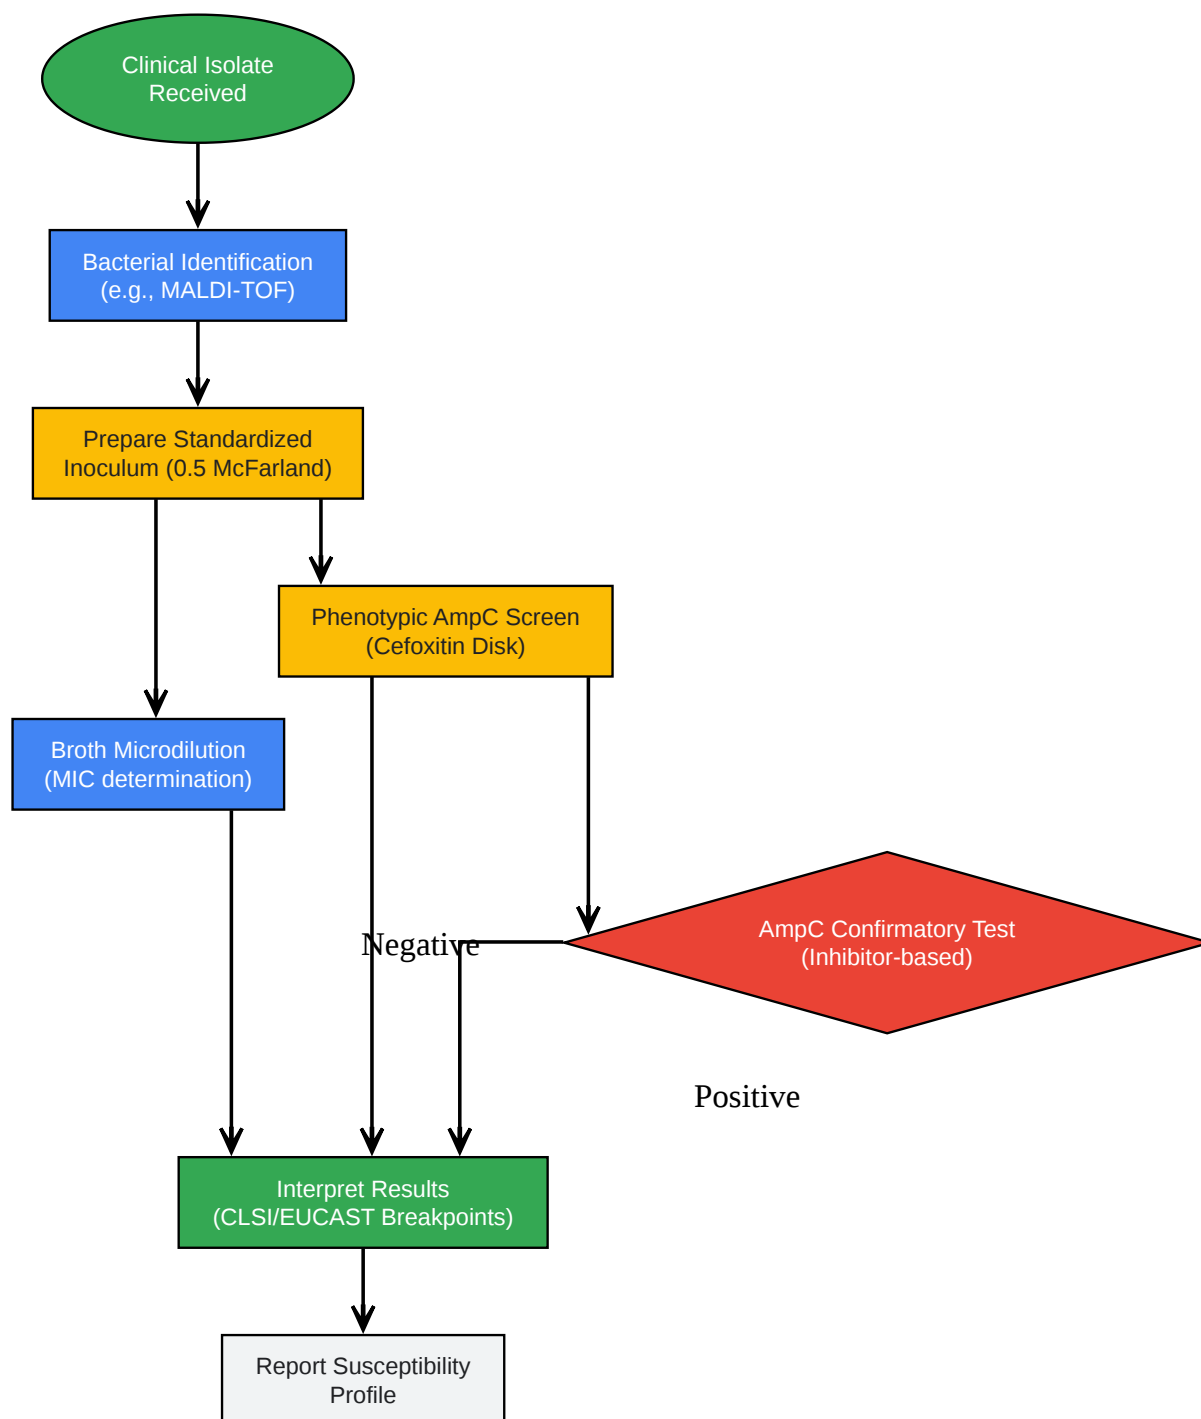 Clinical Isolate
Received
Bacterial Identification
(e.g., MALDI-TOF)
Prepare Standardized
Inoculum (0.5 McFarland)
Phenotypic AmpC Screen
(Cefoxitin Disk)
Broth Microdilution
(MIC determination)
AmpC Confirmatory Test
(Inhibitor-based)
Negative
Positive
Interpret Results
(CLSI/EUCAST Breakpoints)
Report Susceptibility
Profile